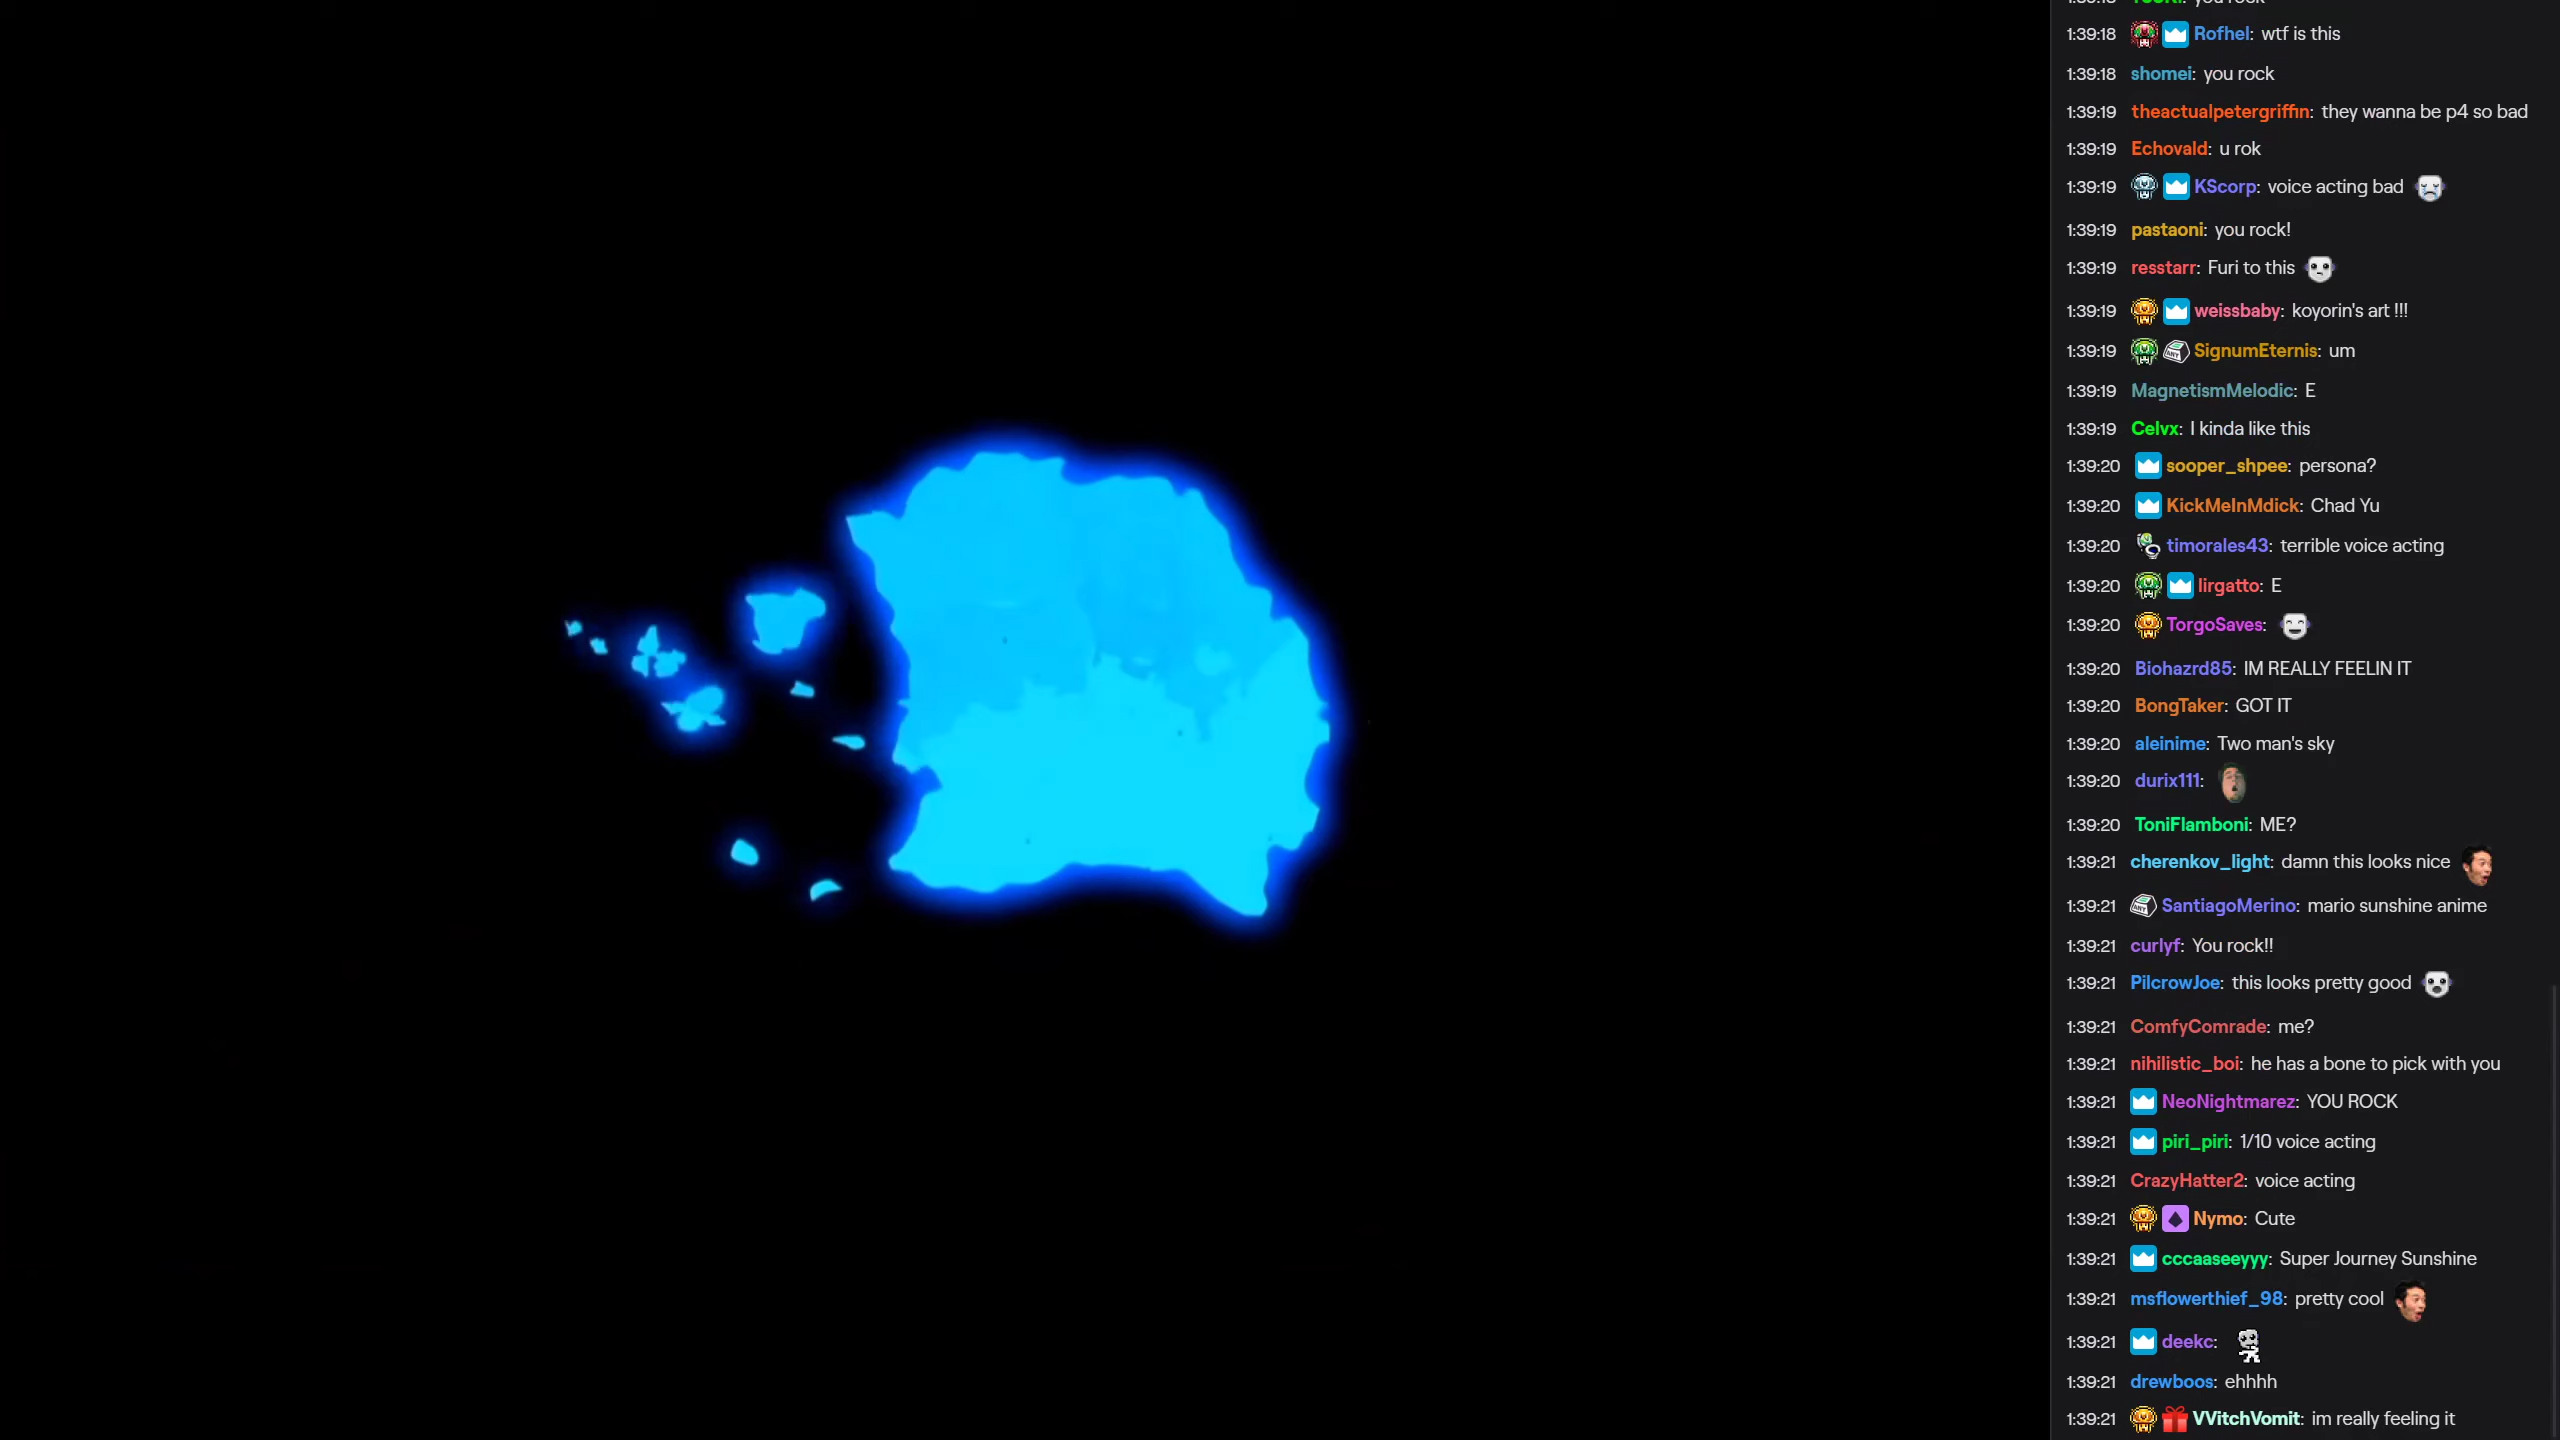 1:39:18 Rofhel: wtf is this
1:39:18 shomei: you rock
1:39:19 theactualpetergriffin: they wanna be p4 so bad
1:39:19 Echovald: u rok
1:39:19 KScorp: voice acting bad
1:39:19 pastaoni: you rock!
1:39:19 resstarr: Furi to this
1:39:19 weissbaby: koyorin's art !!!
1:39:19 SignumEternis: um
1:39:19 MagnetismMelodic: E
1:39:19 Celvx: I kinda like this
1:39:20 sooper_shpee: persona?
1:39:20 KickMeInMdick: Chad Yu
1:39:20 timorales43: terrible voice acting
1:39:20 lirgatto: E
1:39:20 TorgoSaves:
1:39:20 Biohazrd85: IM REALLY FEELIN IT
1:39:20 BongTaker: GOT IT
1:39:20 aleinime: Two man's sky
1:39:20 durix111:
1:39:20 ToniFlamboni: ME?
1:39:21 cherenkov_light: damn this looks nice
1:39:21 SantiagoMerino: mario sunshine anime
1:39:21 curlyf: You rock!!
1:39:21 PilcrowJoe: this looks pretty good
1:39:21 ComfyComrade: me?
1:39:21 nihilistic_boi: he has a bone to pick with you
1:39:21 NeoNightmarez: YOU ROCK
1:39:21 piri_piri: 1/10 voice acting
1:39:21 CrazyHatter2: voice acting
1:39:21 Nymo: Cute
1:39:21 cccaaseeyyy: Super Journey Sunshine
1:39:21 msflowerthief_98: pretty cool
1:39:21 deekc:
1:39:21 drewboos: ehhhh
1:39:21 VVitchVomit: im really feeling it